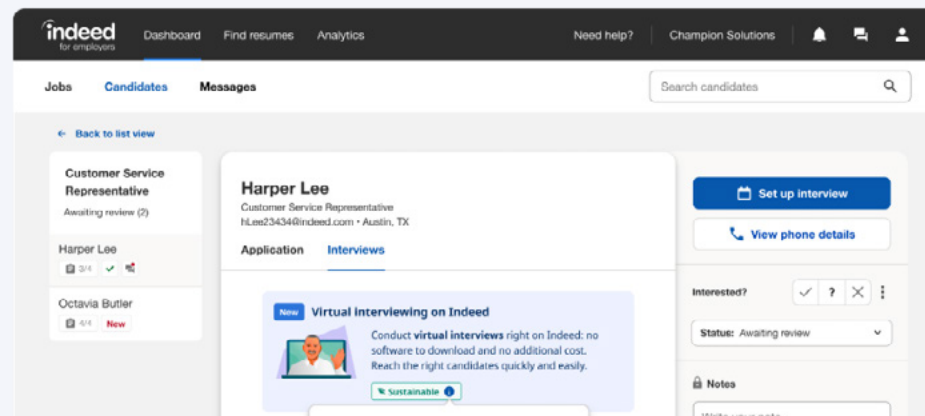 indeed
for employers
Dashboard Find resumes Analytics Need help? Champion Solutions
Jobs Candidates Messages Search candidates
← Back to list view
Customer Service
Representative
Awaiting review (2)
Harper Lee
3/4
Octavia Butler
4/4 New
Harper Lee
Customer Service Representative
hLee23434@indeed.com • Austin, TX
Application Interviews
New Virtual interviewing on Indeed
Conduct virtual interviews right on Indeed: no
software to download and no additional cost.
Reach the right candidates quickly and easily.
Sustainable
Set up interview
View phone details
Interested? ?
Status: Awaiting review
Notes
Write your note